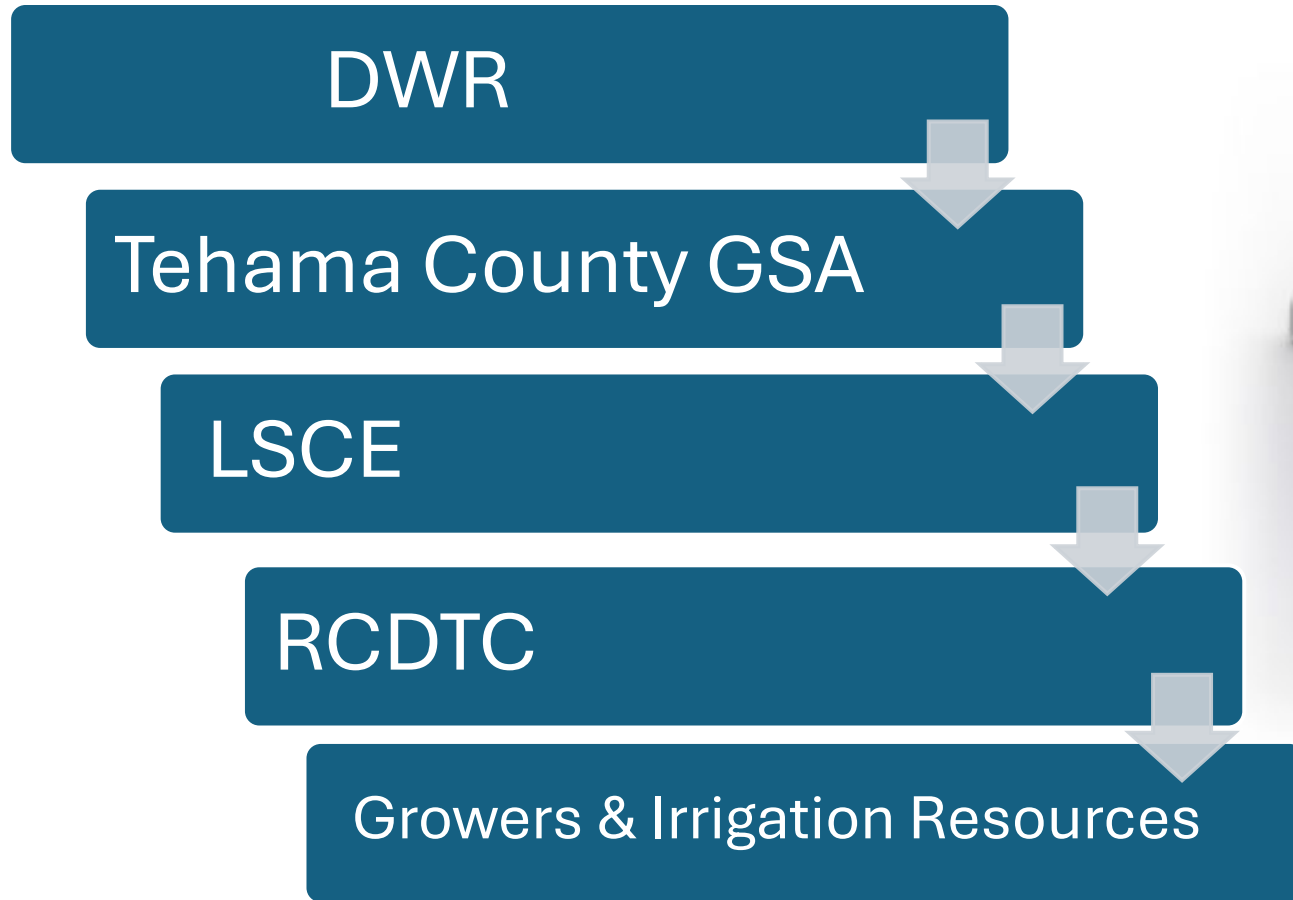 DWR
Tehama County GSA
LSCE
RCDTC
Growers & Irrigation Resources